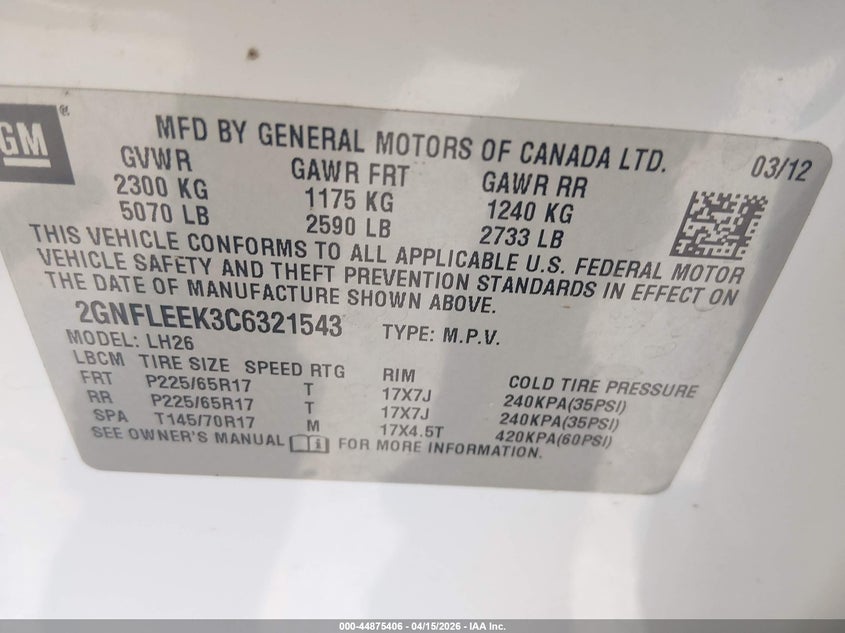 GM®
MFD BY GENERAL MOTORS OF CANADA LTD. 03/12
GVWR GAWR FRT GAWR RR
2300 KG 1175 KG 1240 KG
5070 LB 2590 LB 2733 LB
THIS VEHICLE CONFORMS TO ALL APPLICABLE U.S. FEDERAL MOTOR
VEHICLE SAFETY AND THEFT PREVENTION STANDARDS IN EFFECT ON
THE DATE OF MANUFACTURE SHOWN ABOVE.
2GNFLEEK3C6321543 TYPE: M.P.V.
MODEL: LH26
LBCM TIRE SIZE SPEED RTG RIM COLD TIRE PRESSURE
FRT P225/65R17 T 17X7J 240KPA(35PSI)
RR P225/65R17 T 17X7J 240KPA(35PSI)
SPA T145/70R17 M 17X4.5T 420KPA(60PSI)
SEE OWNER'S MANUAL FOR MORE INFORMATION.
000-44875406 - 04/15/2026 - IAA Inc.